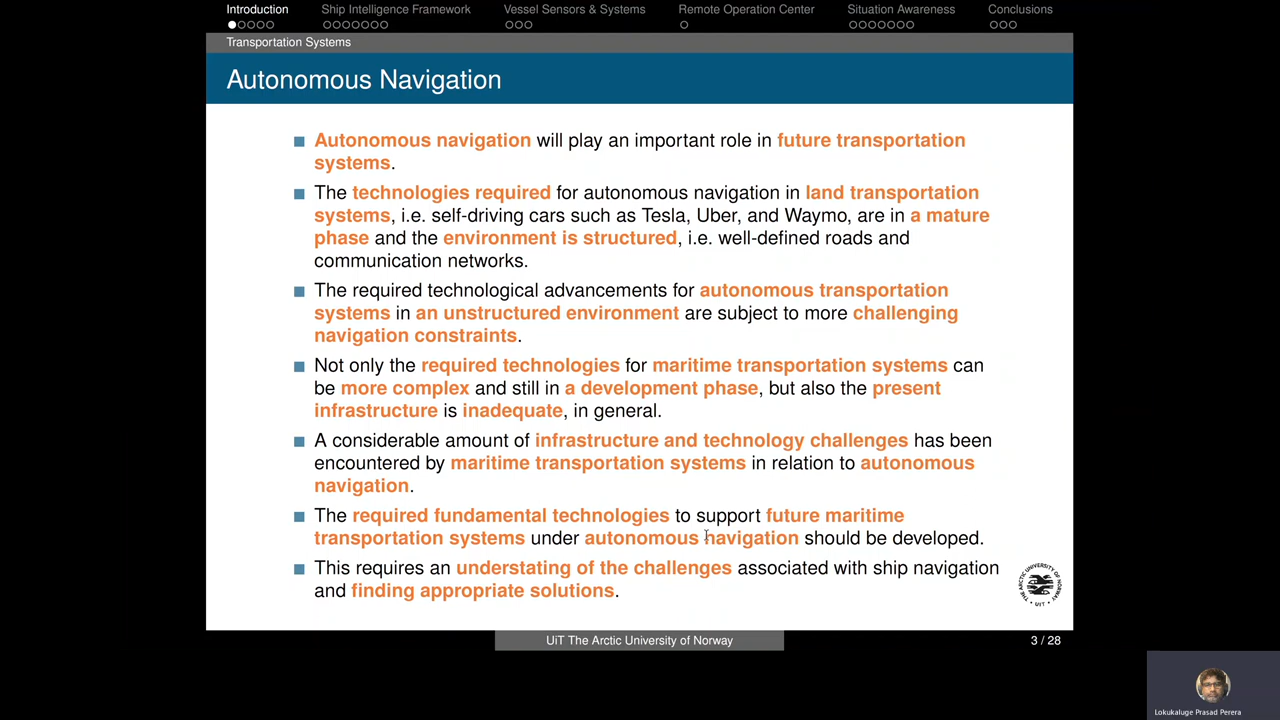 Introduction
Ship Intelligence Framework
Vessel Sensors & Systems
Remote Operation Center
Situation Awareness
Conclusions
Transportation Systems
Autonomous Navigation
Autonomous navigation will play an important role in future transportation
systems.
The technologies required for autonomous navigation in land transportation
systems, i.e. self-driving cars such as Tesla, Uber, and Waymo, are in a mature
phase and the environment is structured, i.e. well-defined roads and
communication networks.
The required technological advancements for autonomous transportation
systems in an unstructured environment are subject to more challenging
navigation constraints.
Not only the required technologies for maritime transportation systems can
be more complex and still in a development phase, but also the present
infrastructure is inadequate, in general.
A considerable amount of infrastructure and technology challenges has been
encountered by maritime transportation systems in relation to autonomous
navigation.
The required fundamental technologies to support future maritime
transportation systems under autonomous navigation should be developed.
This requires an understating of the challenges associated with ship navigation
and finding appropriate solutions.
THE ARCTIC UNIVERSITY OF NORWAY
UiT
UiT The Arctic University of Norway
3 / 28
Lokukaluge Prasad Perera